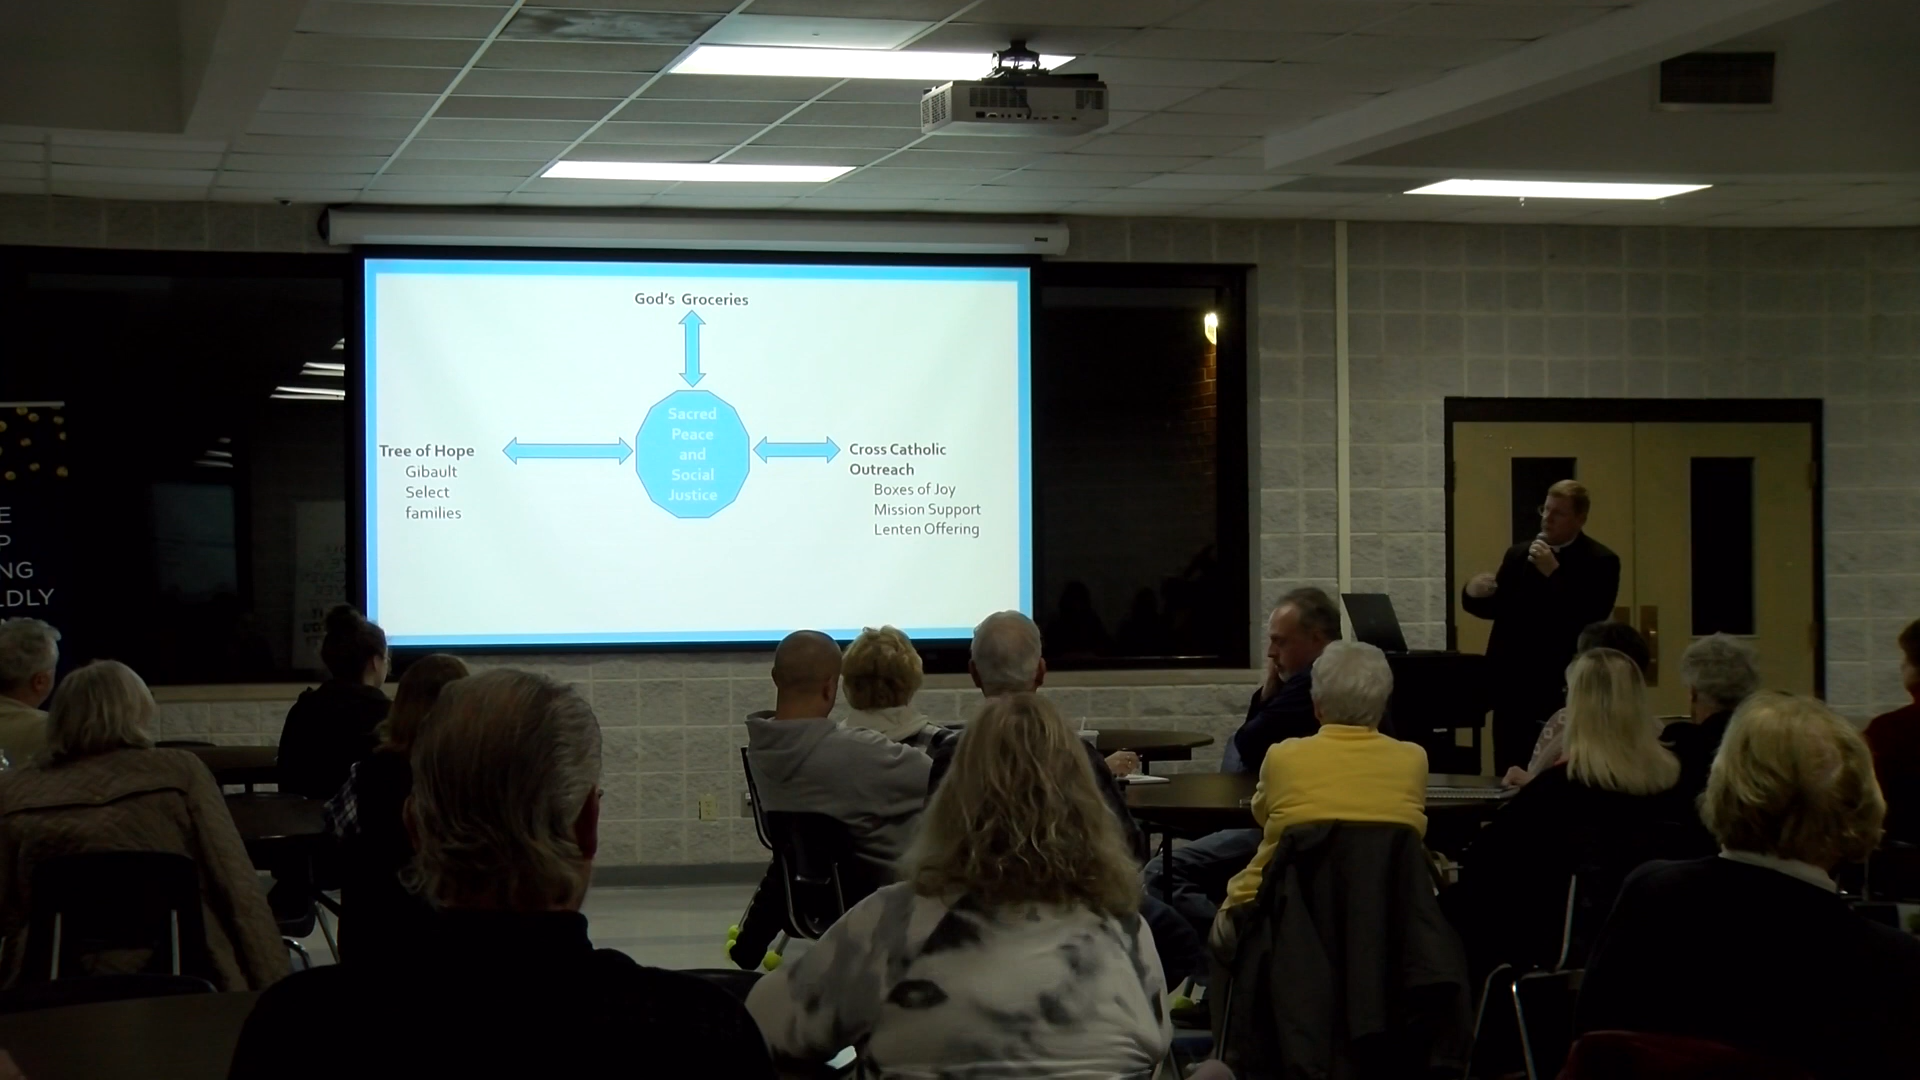 God's Groceries
Sacred
Peace
and
Social
Justice
Tree of Hope
Gibault
Select
families
Cross Catholic
Outreach
Boxes of Joy
Mission Support
Lenten Offering
E
P
NG
LDLY